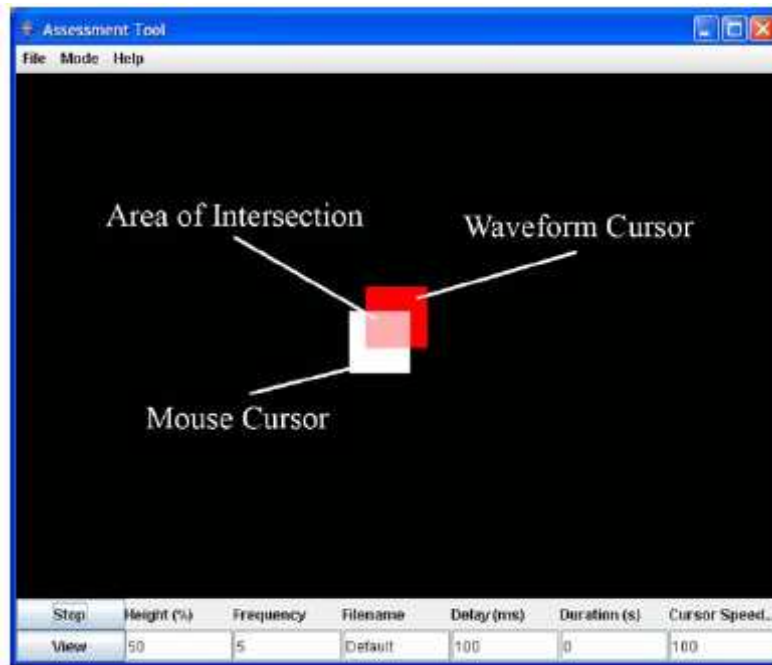 Assessment Tool
File Mode Help
Area of Intersection
Waveform Cursor
Mouse Cursor
Stop Height (%) Frequency Filename Delay (ms) Duration (s) Cursor Speed...
View 50 5 Default 100 0 100